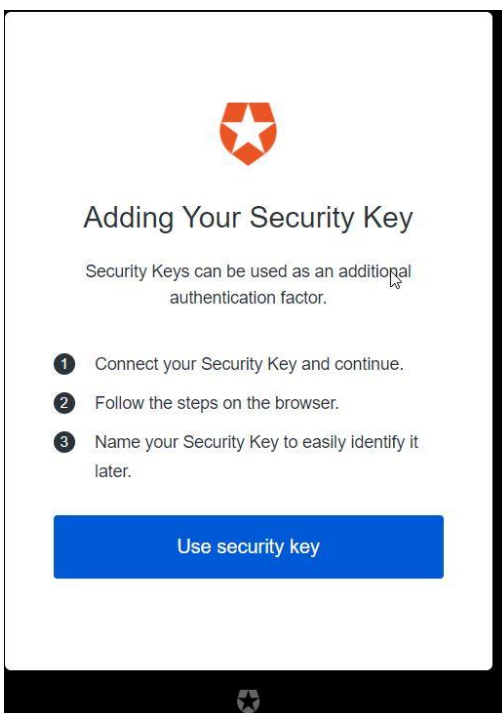 Adding Your Security Key
Security Keys can be used as an additional
authentication factor.
1 Connect your Security Key and continue.
2 Follow the steps on the browser.
3 Name your Security Key to easily identify it
later.
Use security key